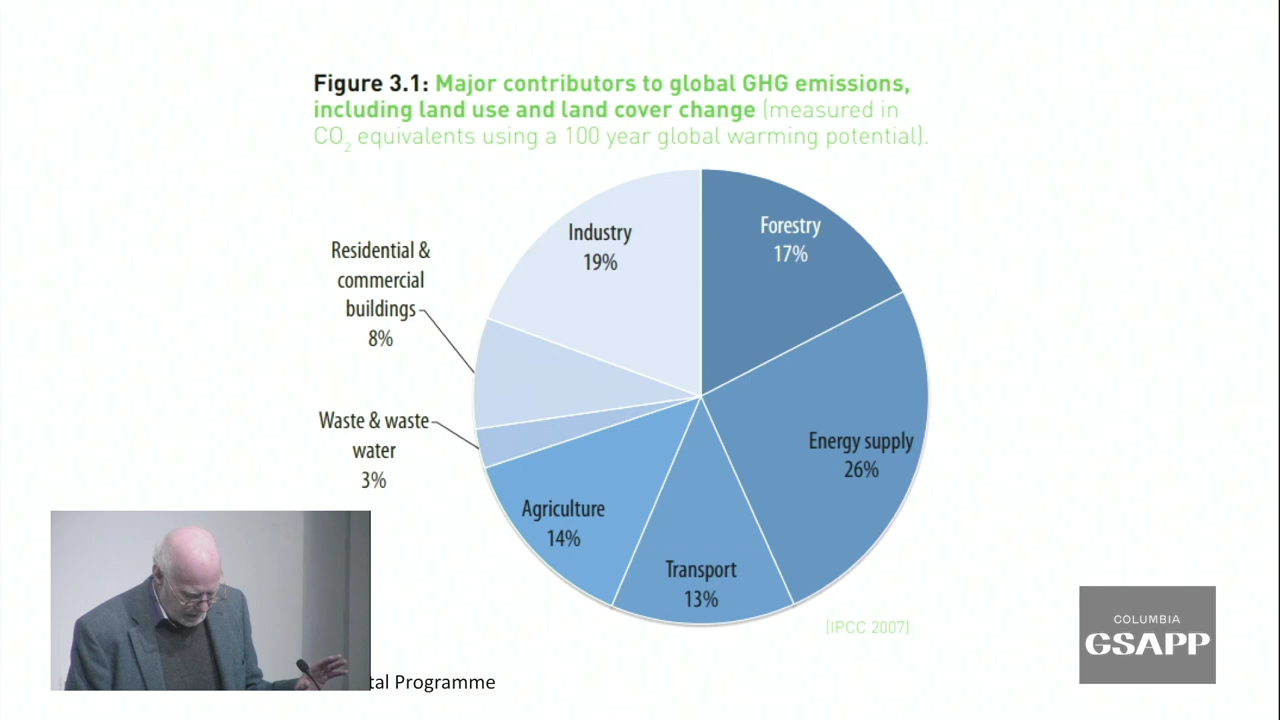 Figure 3.1: Major contributors to global GHG emissions,
including land use and land cover change (measured in
CO2 equivalents using a 100 year global warming potential).
Industry
19%
Forestry
17%
Residential &
commercial
buildings
8%
Energy supply
26%
Waste & waste
water
3%
Agriculture
14%
Transport
13%
(IPCC 2007)
COLUMBIA
GSAPP
Programme